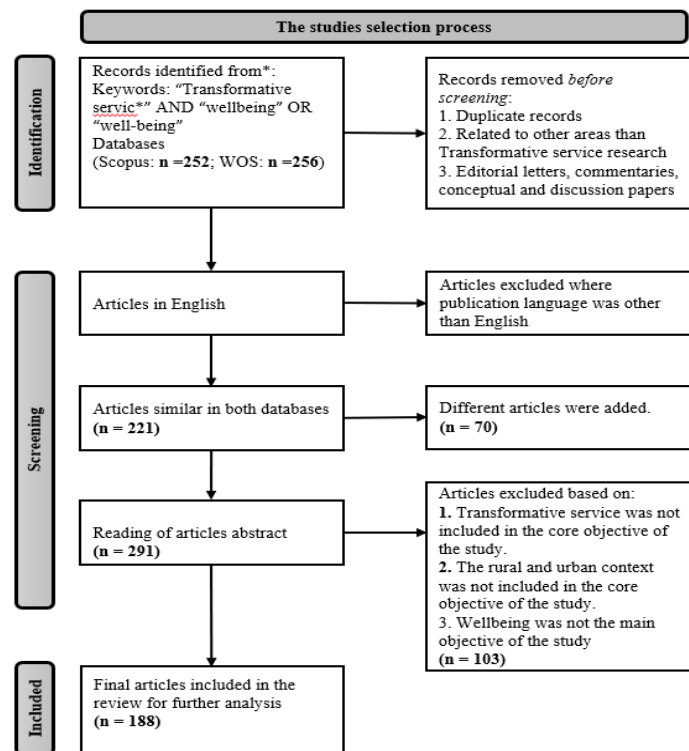 The studies selection process
Identification
Records identified from*:
Keywords: “Transformative
servic*” AND “wellbeing” OR
“well-being”
Databases
(Scopus: n =252; WOS: n =256)
Records removed before
screening:
1. Duplicate records
2. Related to other areas than
Transformative service research
3. Editorial letters, commentaries,
conceptual and discussion papers
Screening
Articles in English
Articles excluded where
publication language was other
than English
Articles similar in both databases
(n = 221)
Different articles were added.
(n = 70)
Reading of articles abstract
(n = 291)
Articles excluded based on:
1. Transformative service was not
included in the core objective of
the study.
2. The rural and urban context
was not included in the core
objective of the study.
3. Wellbeing was not the main
objective of the study
(n = 103)
Included
Final articles included in the
review for further analysis
(n = 188)